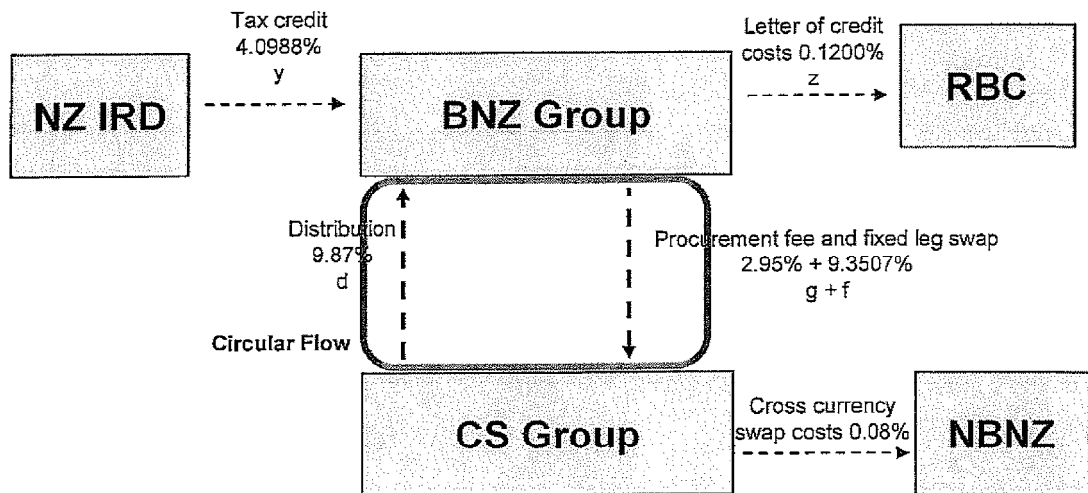 Tax credit
4.0988%
y
Letter of credit
costs 0.1200%
z
NZ IRD
BNZ Group
RBC
Distribution
9.87%
d
Procurement fee and fixed leg swap
2.95% + 9.3507%
g + f
Circular Flow
CS Group
Cross currency
swap costs 0.08%
NBNZ